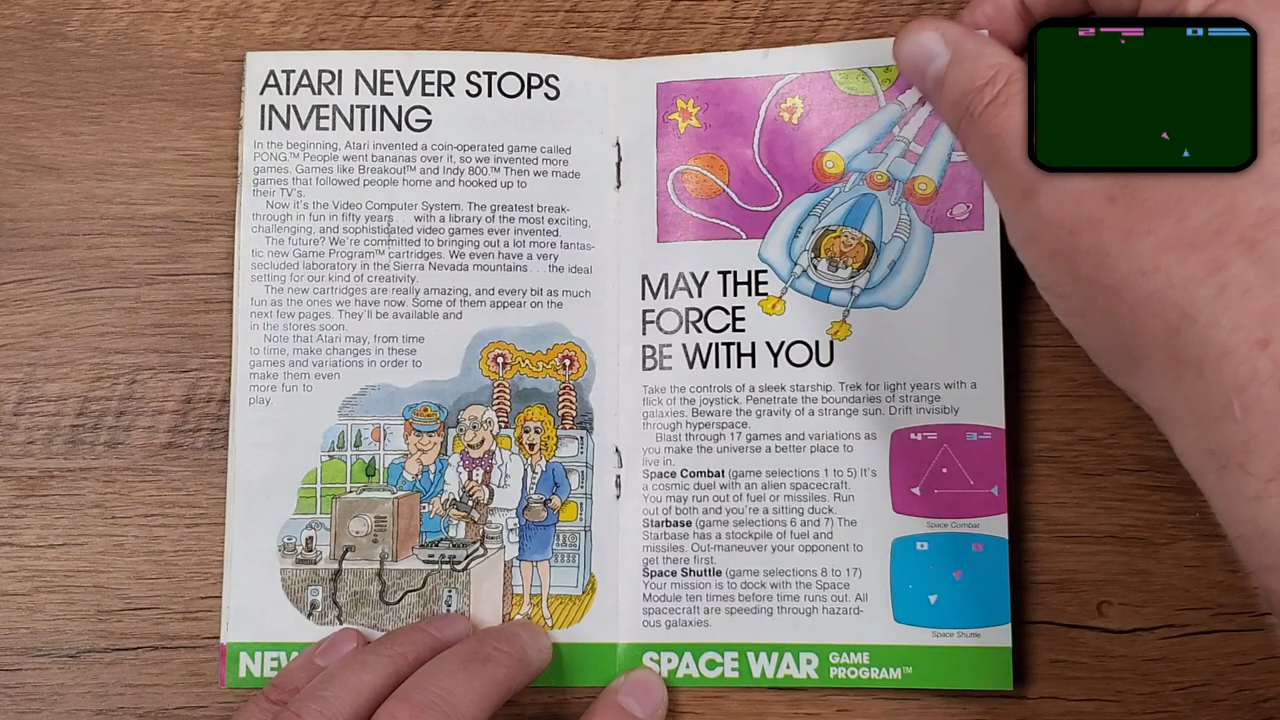 ATARI NEVER STOPS
INVENTING
In the beginning, Atari invented a coin-operated game called
PONG.™ People went bananas over it, so we invented more
games. Games like Breakout™ and Indy 800.™ Then we made
games that followed people home and hooked up to
their TV's.
Now it's the Video Computer System. The greatest break-
through in fun in fifty years . . . with a library of the most exciting,
challenging, and sophisticated video games ever invented.
The future? We're committed to bringing out a lot more fantas-
tic new Game Program™ cartridges. We even have a very
secluded laboratory in the Sierra Nevada mountains . . . the ideal
setting for our kind of creativity.
The new cartridges are really amazing, and every bit as much
fun as the ones we have now. Some of them appear on the
next few pages. They'll be available and
in the stores soon.
Note that Atari may, from time
to time, make changes in these
games and variations in order to
make them even
more fun to
play.
NEW
MAY THE
FORCE
BE WITH YOU
Take the controls of a sleek starship. Trek for light years with a
flick of the joystick. Penetrate the boundaries of strange
galaxies. Beware the gravity of a strange sun. Drift invisibly
through hyperspace.
Blast through 17 games and variations as
you make the universe a better place to
live in.
Space Combat (game selections 1 to 5) It's
a cosmic duel with an alien spacecraft.
You may run out of fuel or missiles. Run
out of both and you're a sitting duck.
Starbase (game selections 6 and 7) The
Starbase has a stockpile of fuel and
missiles. Out-maneuver your opponent to
get there first.
Space Shuttle (game selections 8 to 17)
Your mission is to dock with the Space
Module ten times before time runs out. All
spacecraft are speeding through hazard-
ous galaxies.
4 3
Space Combat
0 0
Space Shuttle
SPACE WAR GAME
PROGRAM™
2 0